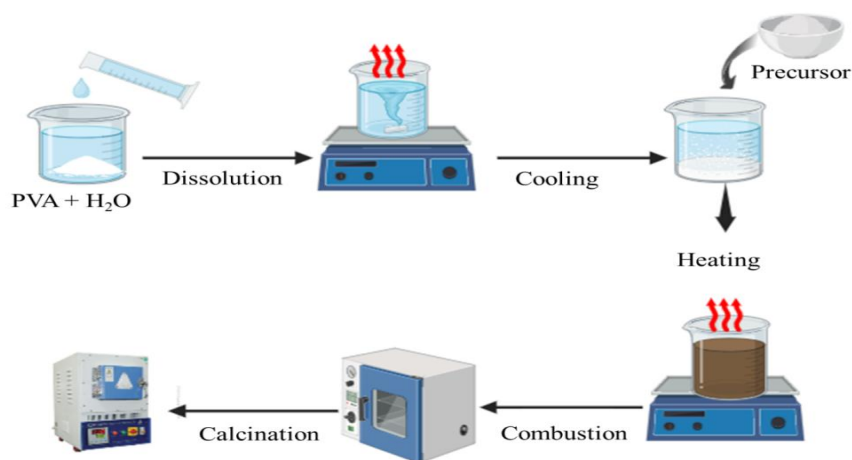 Precursor
PVA + H₂O
Dissolution
Cooling
Heating
Combustion
Calcination